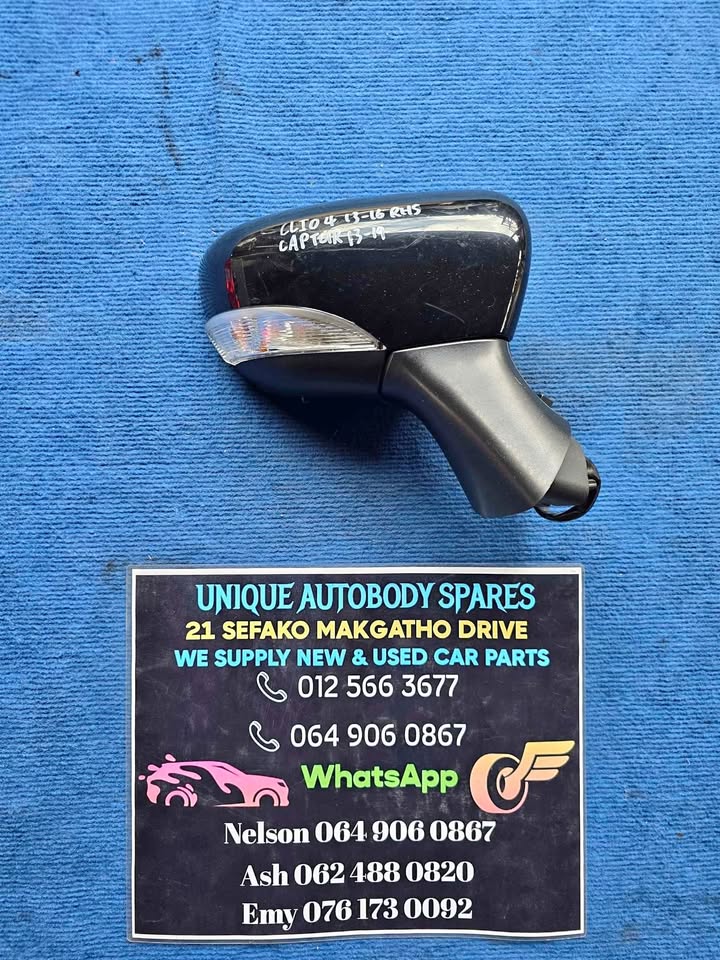 CLIO 4 13-16 RHS
CAPTUR 13-19
UNIQUE AUTOBODY SPARES
21 SEFAKO MAKGATHO DRIVE
WE SUPPLY NEW & USED CAR PARTS
012 566 3677
064 906 0867
WhatsApp
Nelson 064 906 0867
Ash 062 488 0820
Emy 076 173 0092